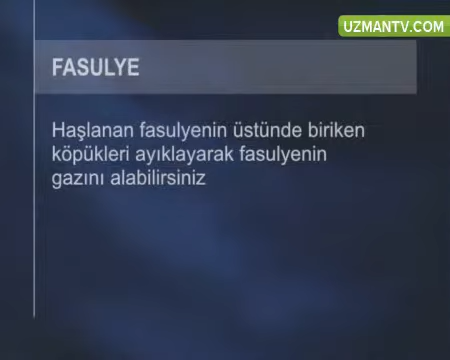 UZMANTV.COM
FASULYE
Haşlanan fasulyenin üstünde biriken
köpükleri ayıklayarak fasulyenin
gazını alabilirsiniz